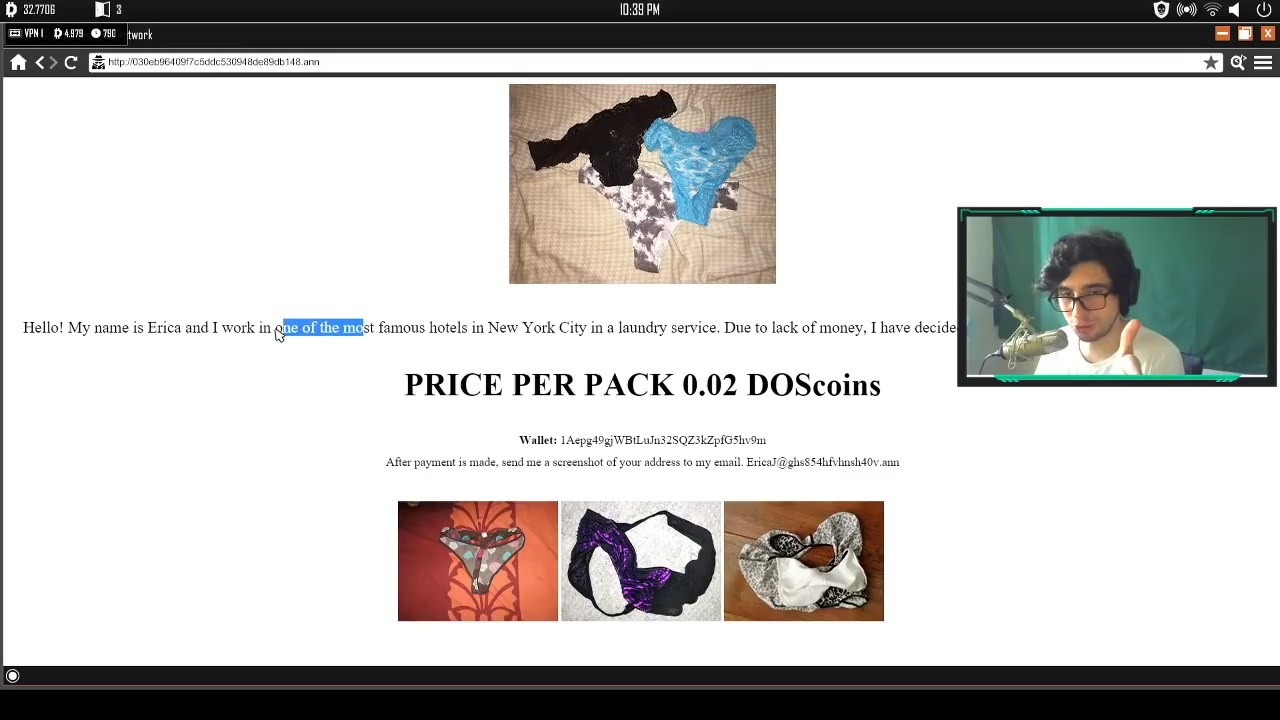 32.7706
3
10:39 PM
VPN 1 4.979 790 twork
http://030eb96409f7c5ddc530948de89db148.ann
Hello! My name is Erica and I work in one of the most famous hotels in New York City in a laundry service. Due to lack of money, I have decide
PRICE PER PACK 0.02 DOScoins
Wallet: 1Aepg49gjWBtLuJn32SQZ3kZpfG5hv9m
After payment is made, send me a screenshot of your address to my email. EricaJ@ghs854hfvhnsh40v.ann